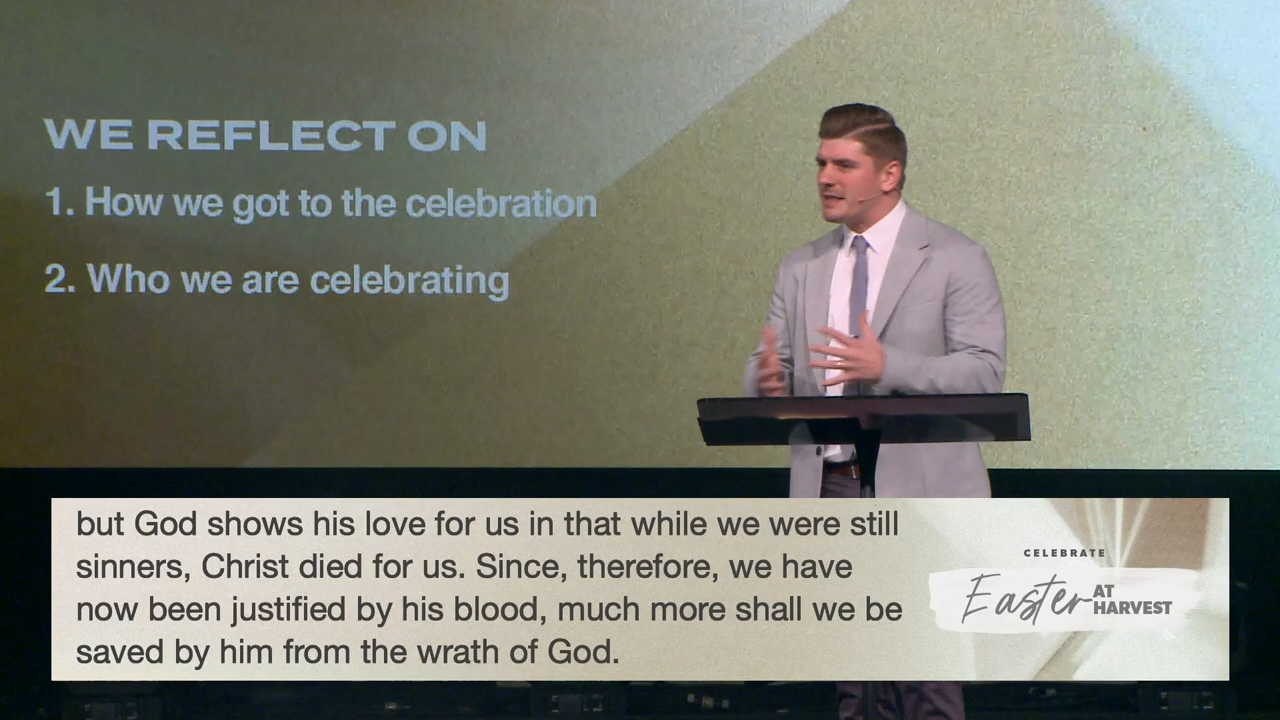 WE REFLECT ON
1. How we got to the celebration
2. Who we are celebrating
but God shows his love for us in that while we were still
sinners, Christ died for us. Since, therefore, we have
now been justified by his blood, much more shall we be
saved by him from the wrath of God.
CELEBRATE
Easter AT
HARVEST